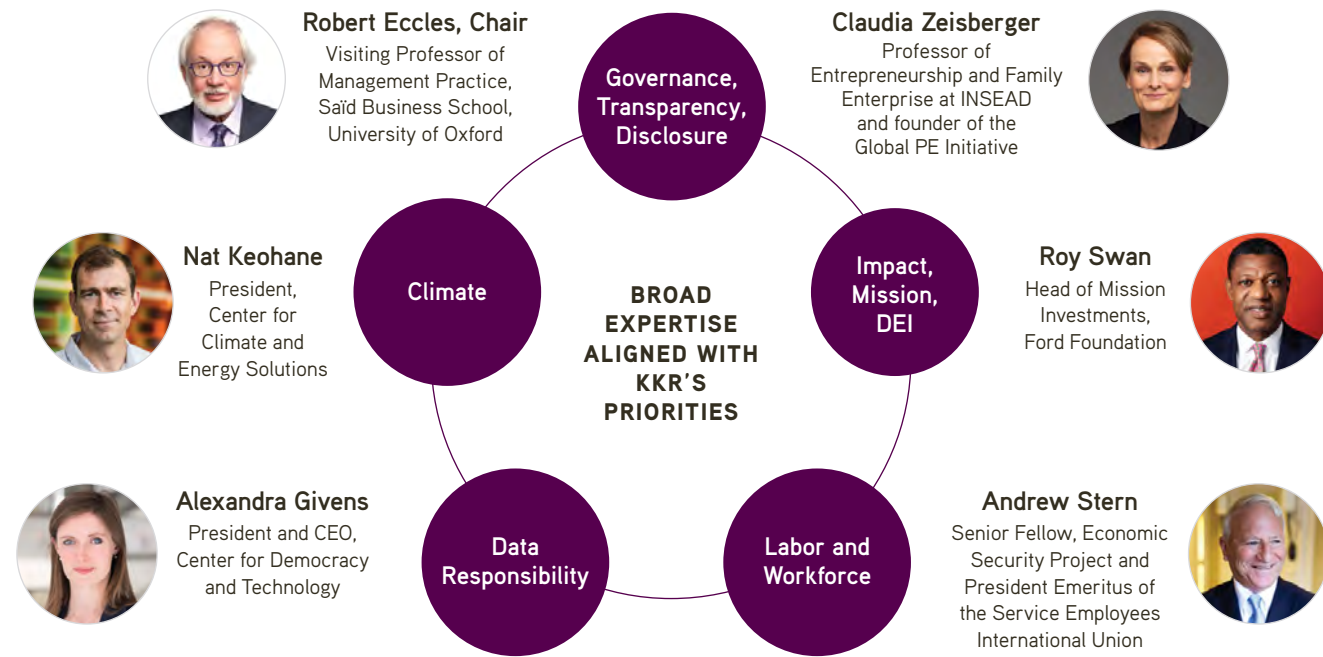 Robert Eccles, Chair
Visiting Professor of
Management Practice,
Saïd Business School,
University of Oxford
Governance,
Transparency,
Disclosure
Claudia Zeisberger
Professor of
Entrepreneurship and Family
Enterprise at INSEAD
and founder of the
Global PE Initiative
Nat Keohane
President,
Center for
Climate and
Energy Solutions
Climate
BROAD
EXPERTISE
ALIGNED WITH
KKR'S
PRIORITIES
Impact,
Mission,
DEI
Roy Swan
Head of Mission
Investments,
Ford Foundation
Alexandra Givens
President and CEO,
Center for Democracy
and Technology
Data
Responsibility
Labor and
Workforce
Andrew Stern
Senior Fellow, Economic
Security Project and
President Emeritus of
the Service Employees
International Union